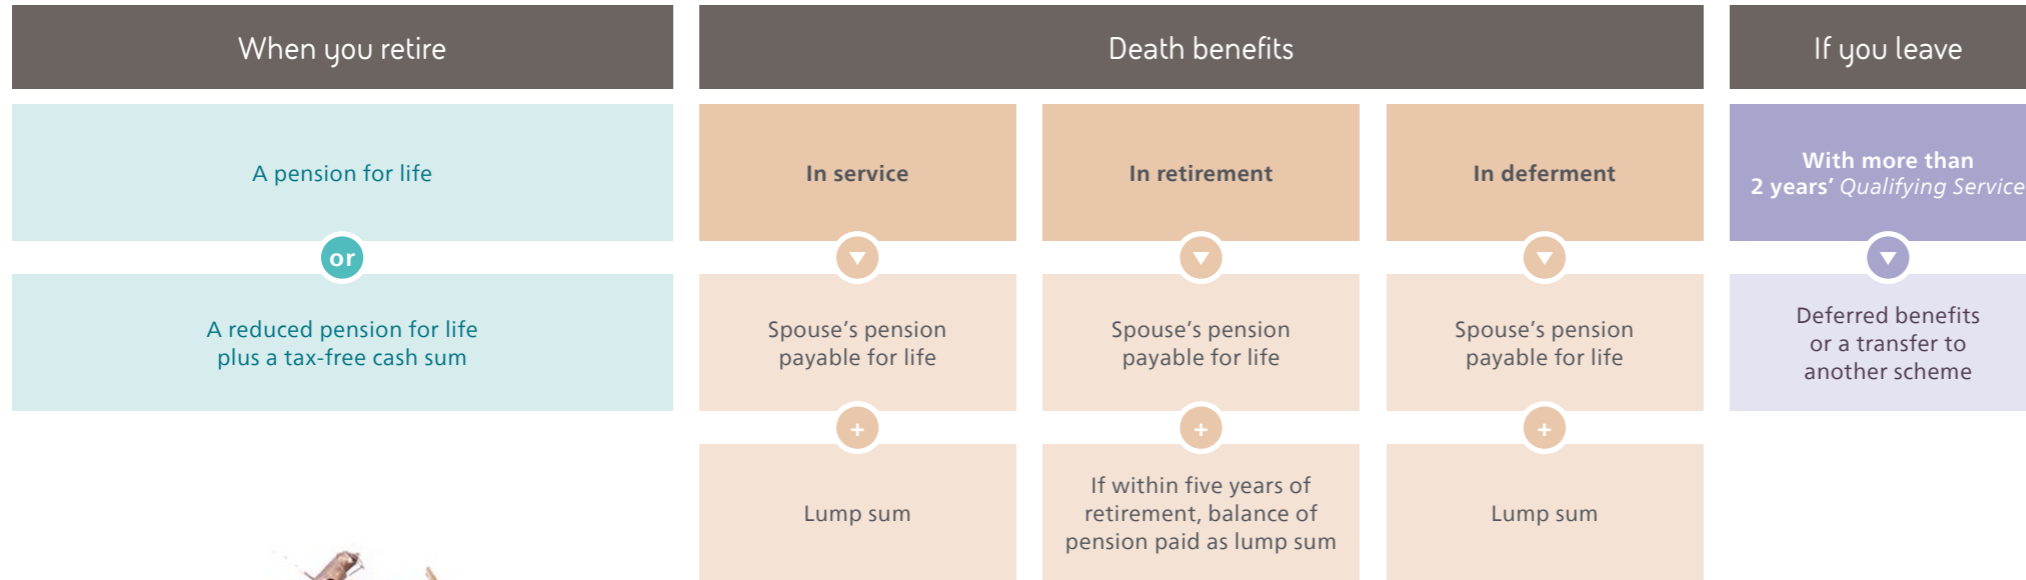 When you retire
A pension for life
or
A reduced pension for life
plus a tax-free cash sum
Death benefits
In service
Spouse’s pension
payable for life
+
Lump sum
In retirement
Spouse’s pension
payable for life
+
If within five years of
retirement, balance of
pension paid as lump sum
In deferment
Spouse’s pension
payable for life
+
Lump sum
If you leave
With more than
2 years’ Qualifying Service
Deferred benefits
or a transfer to
another scheme